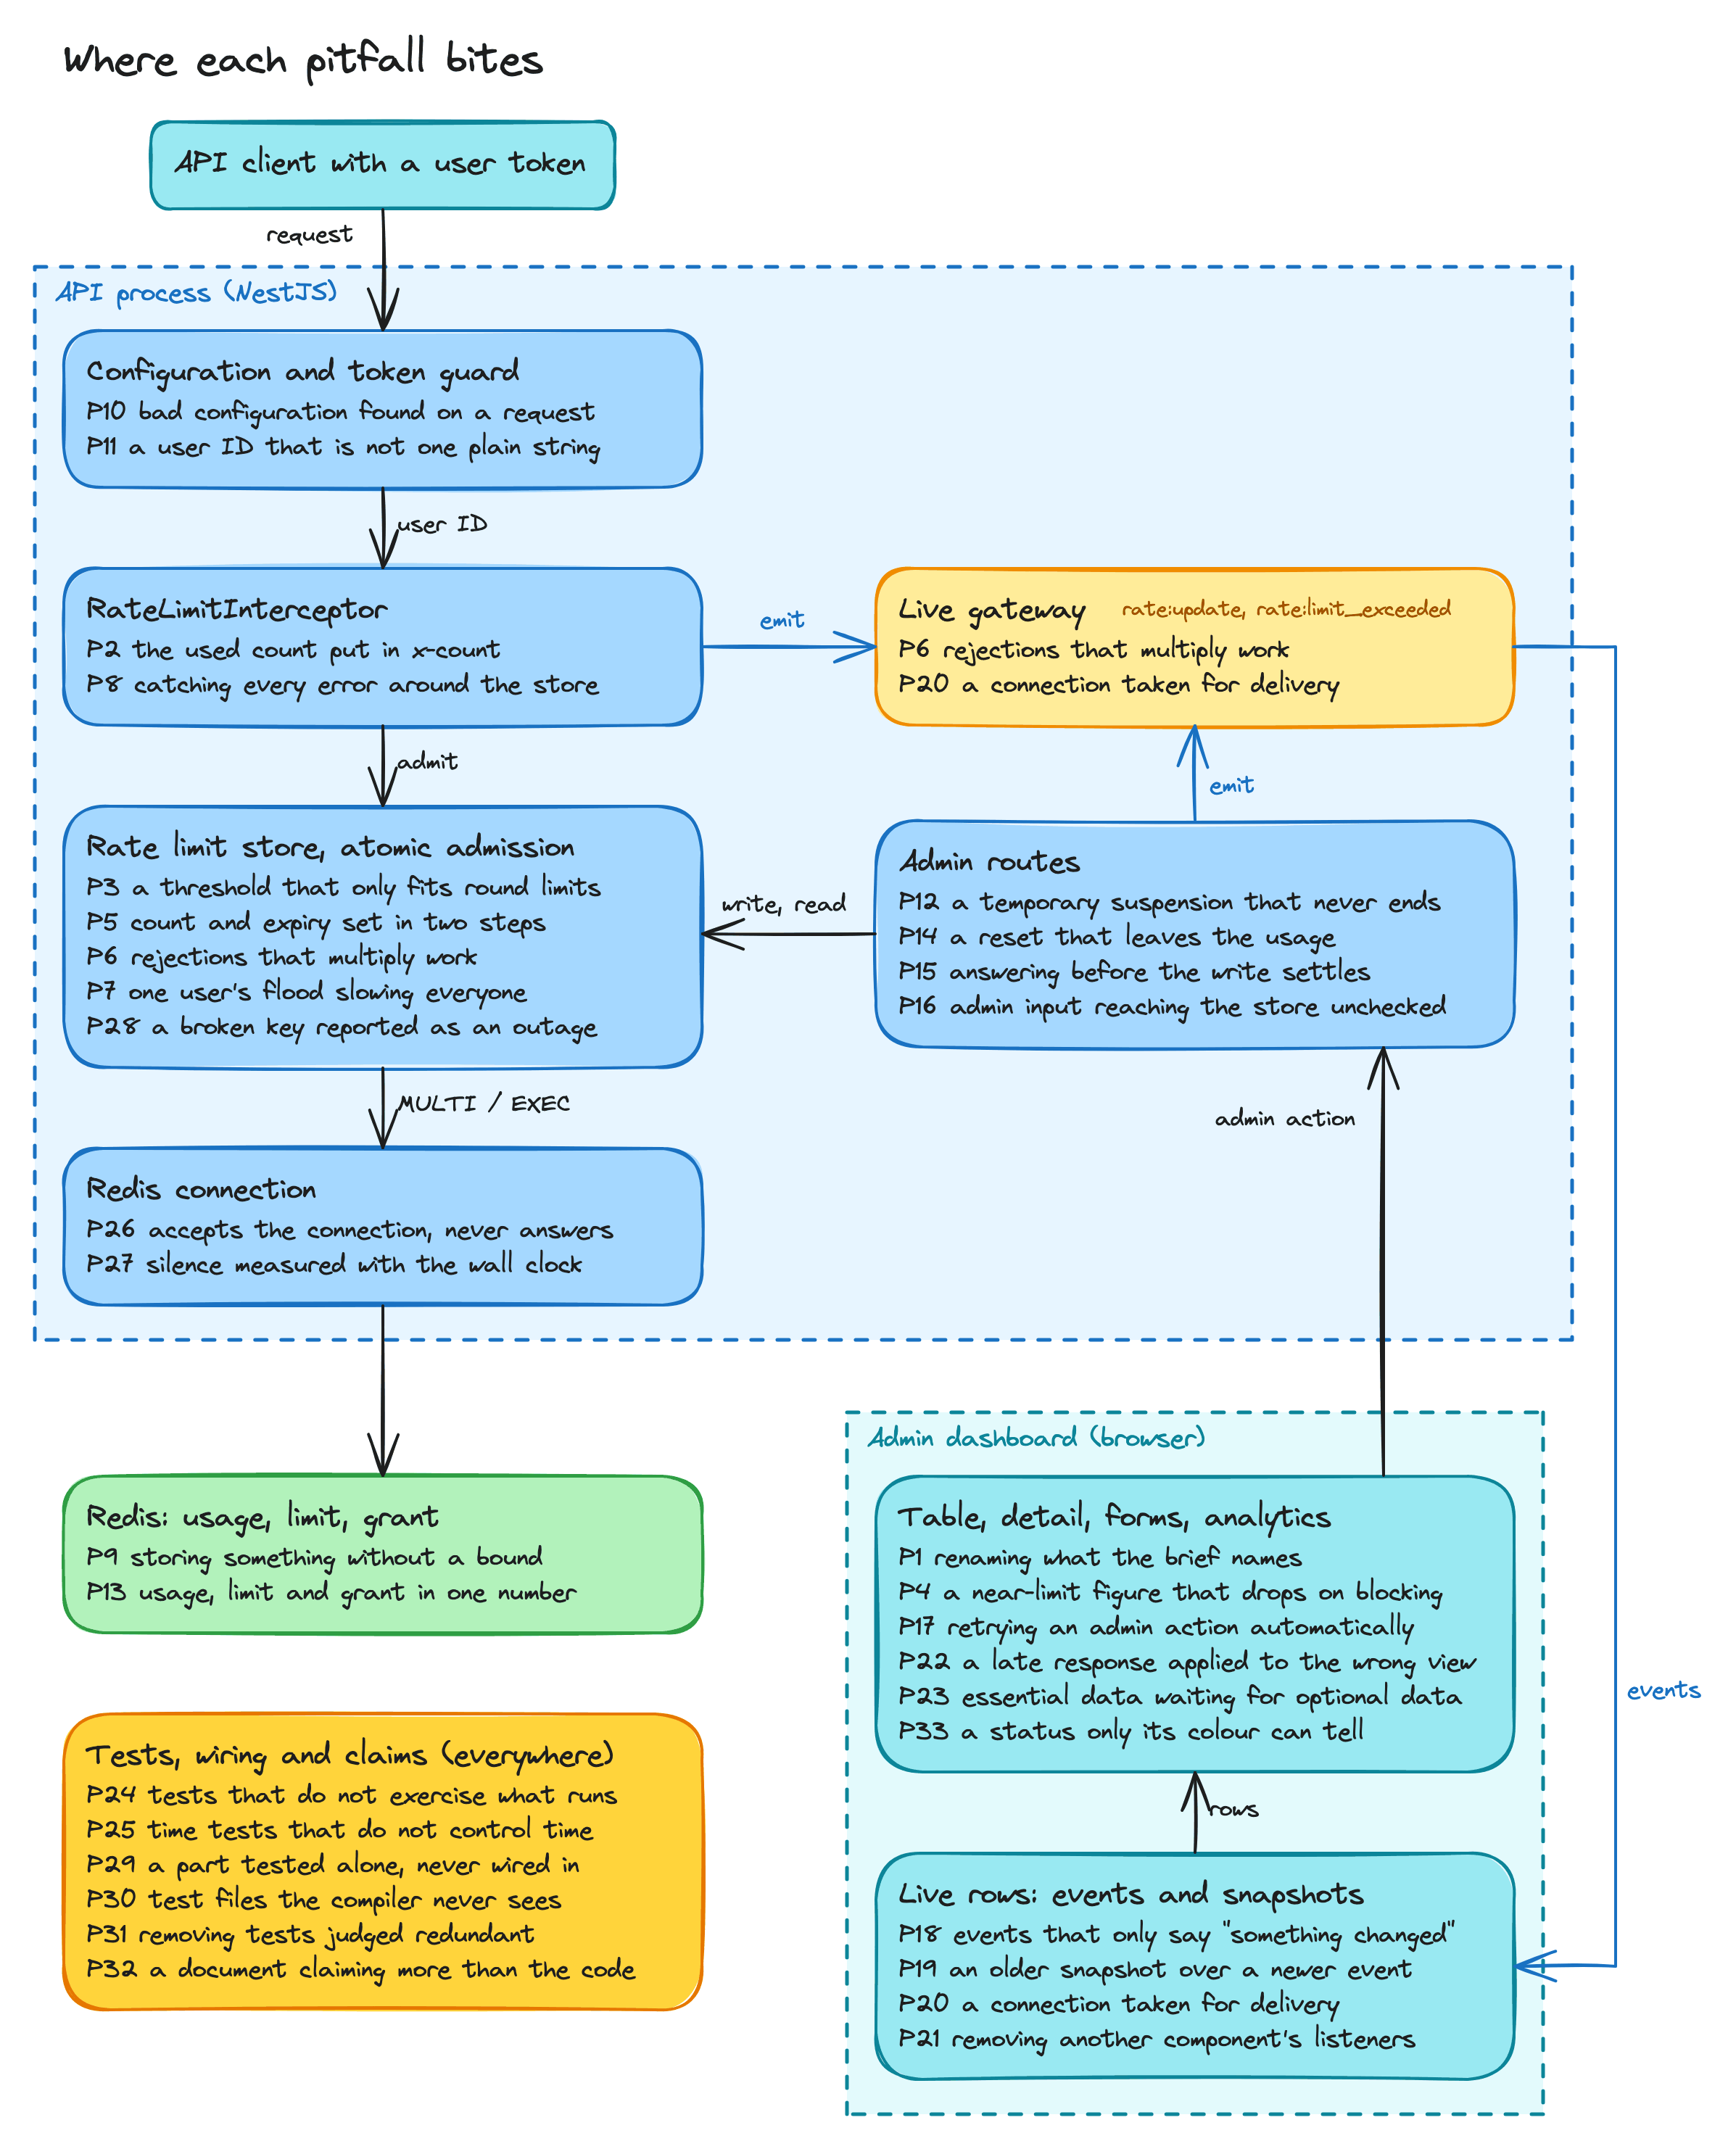 Where each pitfall bites
API client with a user token
request
API process (NestJS)
Configuration and token guard
P10 bad configuration found on a request
P11 a user ID that is not one plain string
user ID
RateLimitInterceptor
P2 the used count put in x-count
P8 catching every error around the store
emit
Live gateway rate:update, rate:limit_exceeded
P6 rejections that multiply work
P20 a connection taken for delivery
admit
emit
Rate limit store, atomic admission
P3 a threshold that only fits round limits
P5 count and expiry set in two steps
P6 rejections that multiply work
P7 one user's flood slowing everyone
P28 a broken key reported as an outage
write, read
Admin routes
P12 a temporary suspension that never ends
P14 a reset that leaves the usage
P15 answering before the write settles
P16 admin input reaching the store unchecked
MULTI / EXEC
admin action
Redis connection
P26 accepts the connection, never answers
P27 silence measured with the wall clock
Redis: usage, limit, grant
P9 storing something without a bound
P13 usage, limit and grant in one number
Admin dashboard (browser)
Table, detail, forms, analytics
P1 renaming what the brief names
P4 a near-limit figure that drops on blocking
P17 retrying an admin action automatically
P22 a late response applied to the wrong view
P23 essential data waiting for optional data
P33 a status only its colour can tell
events
Tests, wiring and claims (everywhere)
P24 tests that do not exercise what runs
P25 time tests that do not control time
P29 a part tested alone, never wired in
P30 test files the compiler never sees
P31 removing tests judged redundant
P32 a document claiming more than the code
rows
Live rows: events and snapshots
P18 events that only say "something changed"
P19 an older snapshot over a newer event
P20 a connection taken for delivery
P21 removing another component's listeners